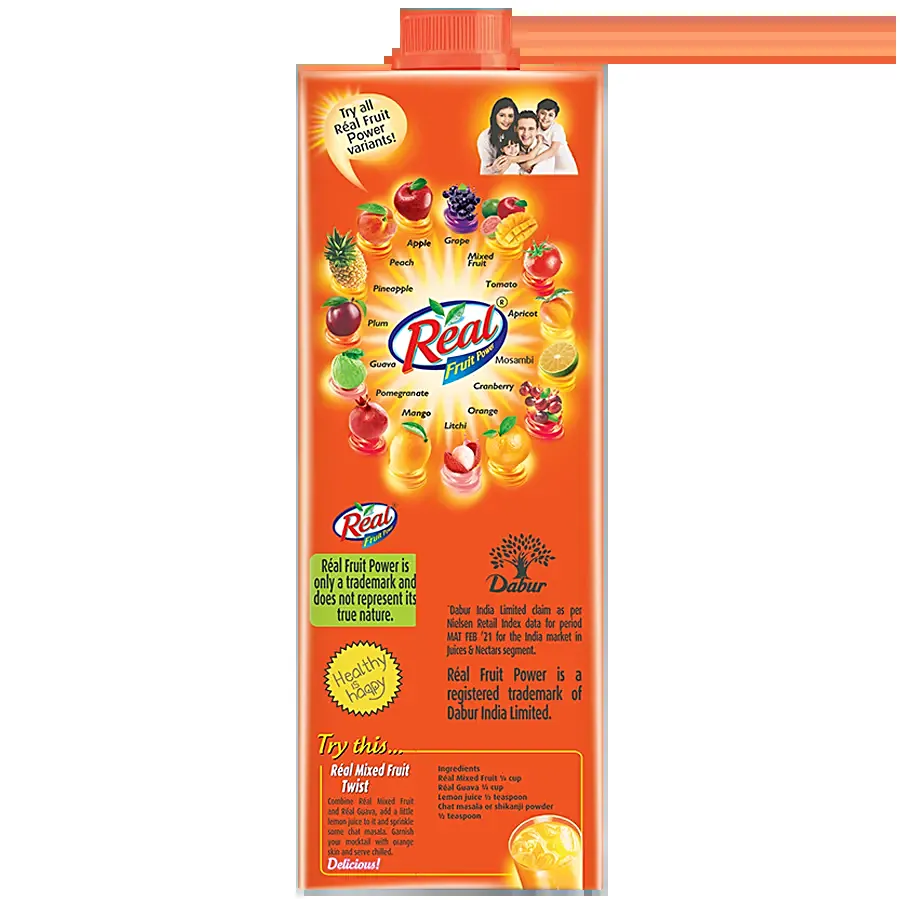 Try all
Réal Fruit
Power
variants!
Apple
Grape
Peach
Mixed
Fruit
Pineapple
Tomato
Plum
Apricot
Réal
®
Fruit Power
Guava
Mosambi
Pomegranate
Cranberry
Mango
Orange
Litchi
Réal
Fruit Power
Réal Fruit Power is
only a trademark and
does not represent its
true nature.
Dabur
*Dabur India Limited claim as per
Nielsen Retail Index data for period
MAT FEB '21 for the India market in
Juices & Nectars segment.
Réal Fruit Power is a
registered trademark of
Dabur India Limited.
Healthy
is
happy
Try this...
Réal Mixed Fruit
Twist
Combine Réal Mixed Fruit
and Réal Guava, add a little
lemon juice to it and sprinkle
some chat masala. Garnish
your mocktail with orange
skin and serve chilled.
Delicious!
Ingredients
Réal Mixed Fruit ¼ cup
Réal Guava ¼ cup
Lemon juice ½ teaspoon
Chat masala or shikanji powder
½ teaspoon